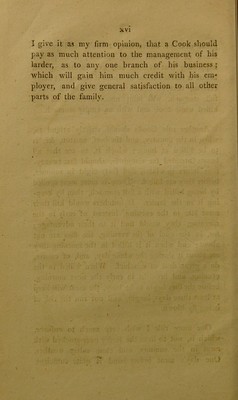 xvi
I give it as my firm opinion, that a Cook should
pay as much attention to the management of his
larder, as to any one branch of his business;
which will gain him much credit with his em-
ployer, and give general satisfaction to all other
parts of the family.